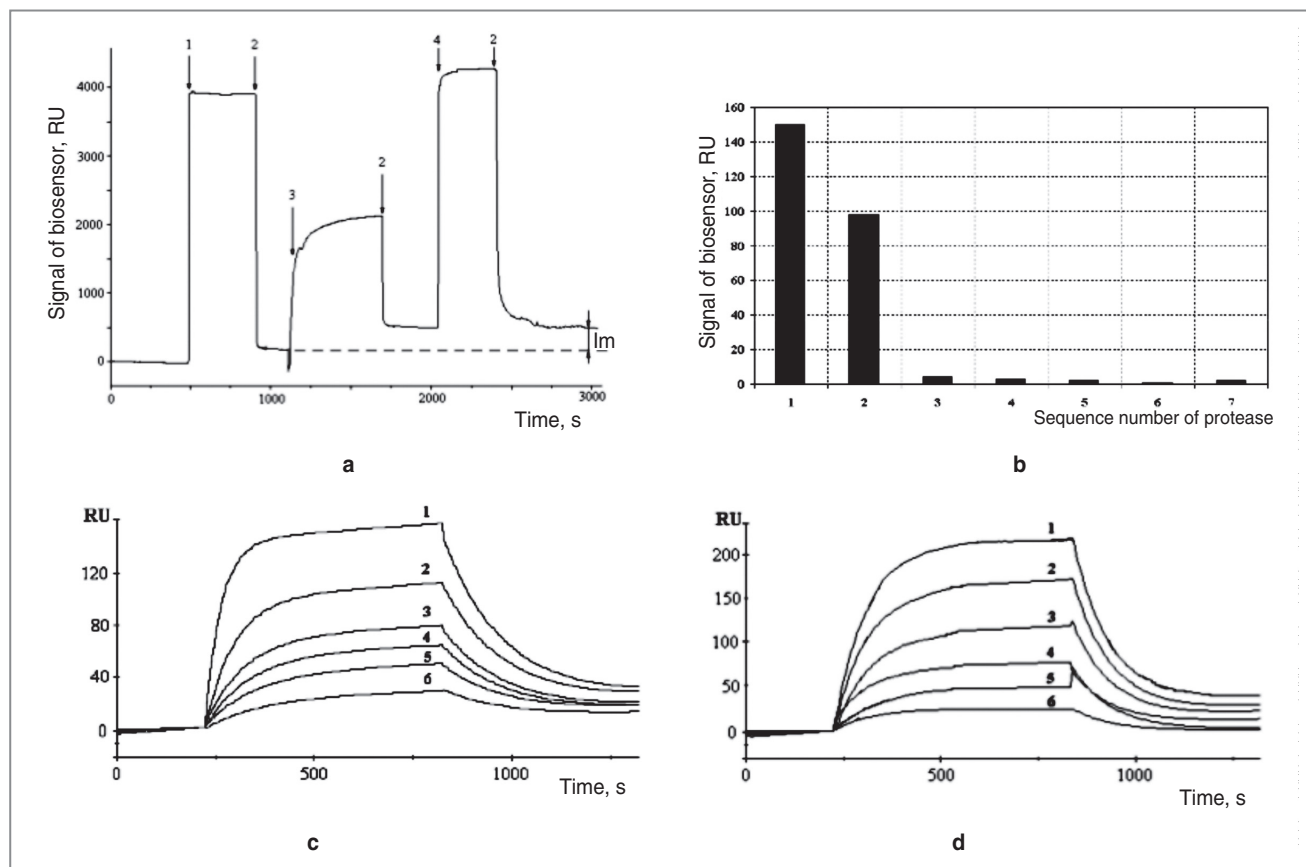 1 2 4 2
4000
3000
2
3
2000
1000
0
Signal of biosensor, RU
Im
0 1000 2000 3000
Time, s
a
160
140
120
100
80
60
40
20
0
Signal of biosensor, RU
1 2 3 4 5 6 7
Sequence number of protease
b
RU
120
80
40
0
1
2
3
4
5
6
0 500 1000
Time, s
c
RU
200
150
100
50
0
1
2
3
4
5
6
0 500 1000
Time, s
d